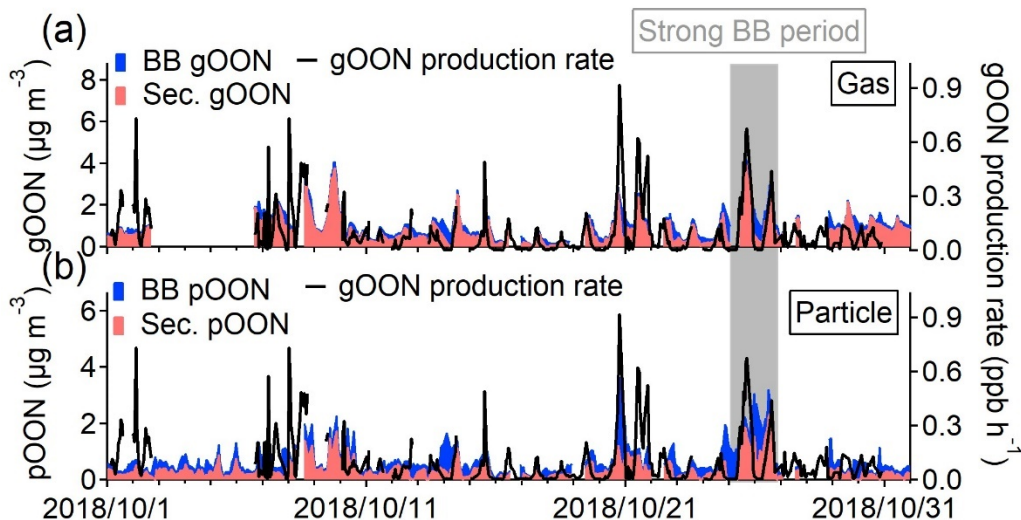 (a)
Strong BB period
BB gOON
gOON production rate
Sec. gOON
Gas
gOON (µg m⁻³)
8
6
4
2
0
0.9
0.6
0.3
0.0
(b)
BB pOON
gOON production rate
Sec. pOON
Particle
pOON (µg m⁻³)
6
4
2
0
0.9
0.6
0.3
0.0
gOON production rate (ppb h⁻¹)
2018/10/1
2018/10/11
2018/10/21
2018/10/31